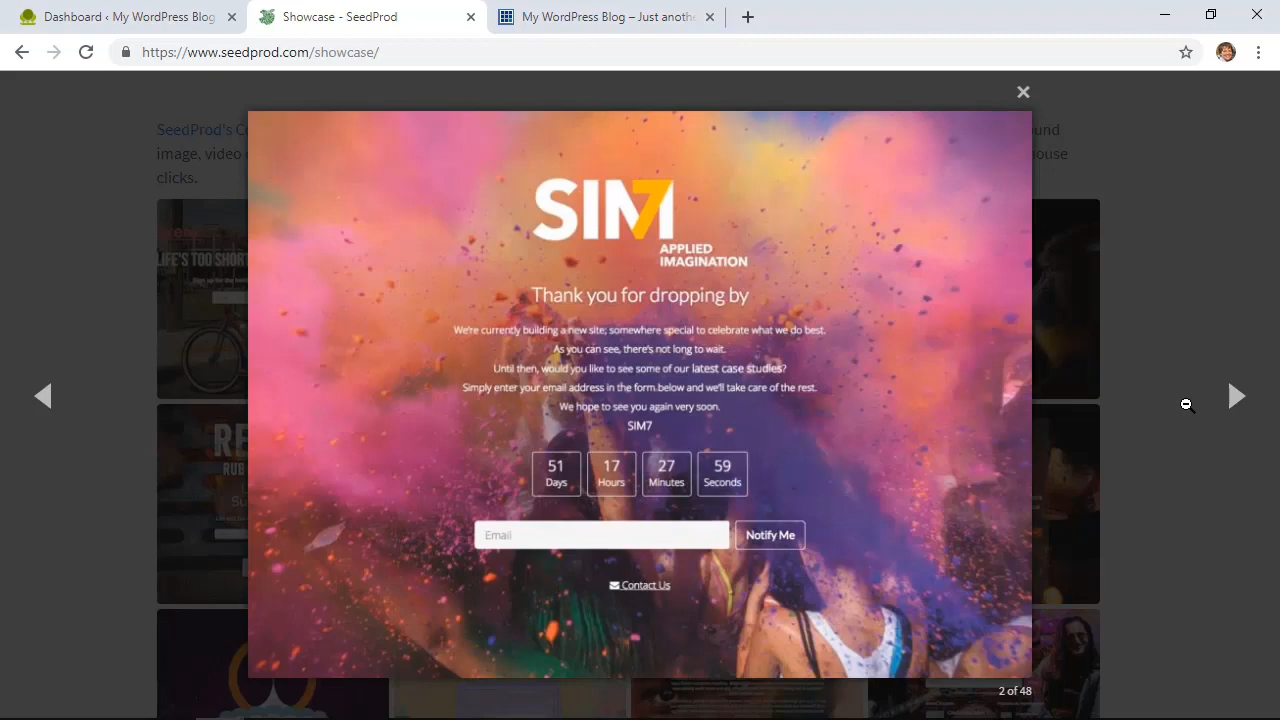 Dashboard ‹ My WordPress Blog
Showcase - SeedProd
My WordPress Blog – Just anothe
https://www.seedprod.com/showcase/
SeedProd's C
ound
image, video
ouse
clicks.
LIFE'S TOO SHORT
SIM7
APPLIED
IMAGINATION
Thank you for dropping by
We're currently building a new site; somewhere special to celebrate what we do best.
As you can see, there's not long to wait.
Until then, would you like to see some of our latest case studies?
Simply enter your email address in the form below and we'll take care of the rest.
We hope to see you again very soon.
SIM7
51 17 27 59
Days Hours Minutes Seconds
Email Notify Me
Contact Us
2 of 48